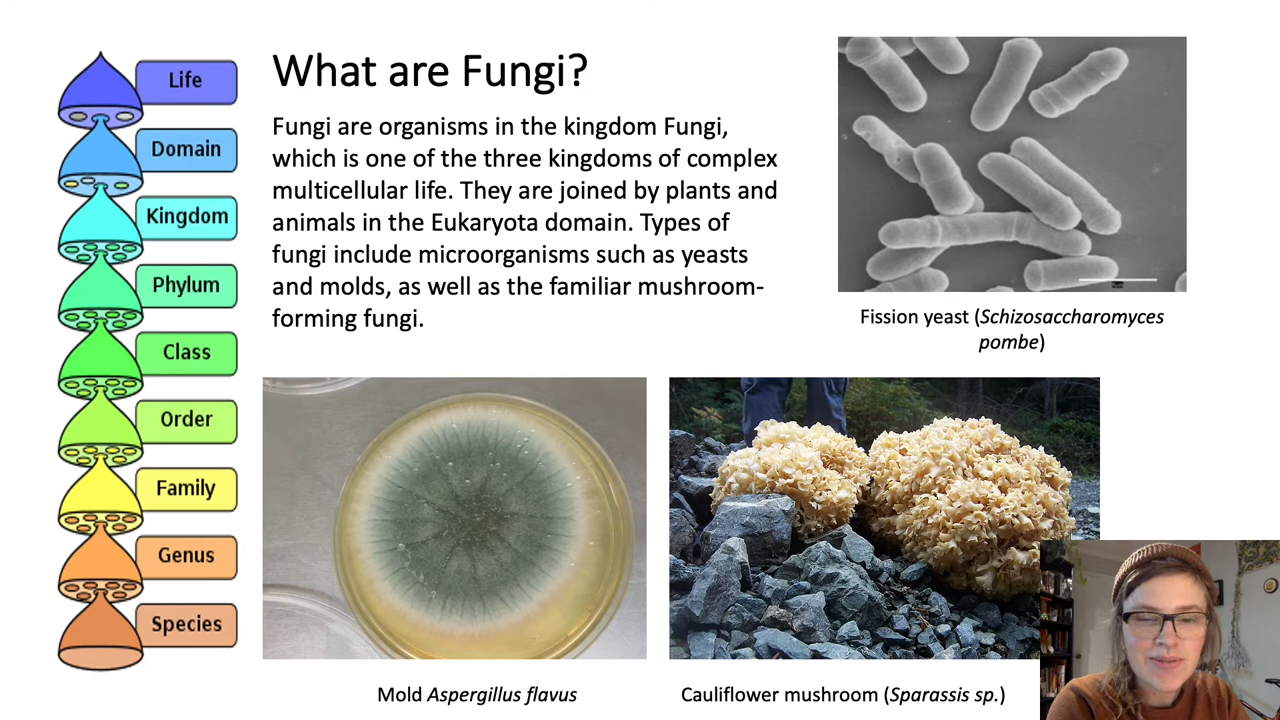 Life
Domain
Kingdom
Phylum
Class
Order
Family
Genus
Species
What are Fungi?
Fungi are organisms in the kingdom Fungi,
which is one of the three kingdoms of complex
multicellular life. They are joined by plants and
animals in the Eukaryota domain. Types of
fungi include microorganisms such as yeasts
and molds, as well as the familiar mushroom-
forming fungi.
Fission yeast (Schizosaccharomyces
pombe)
Mold Aspergillus flavus
Cauliflower mushroom (Sparassis sp.)